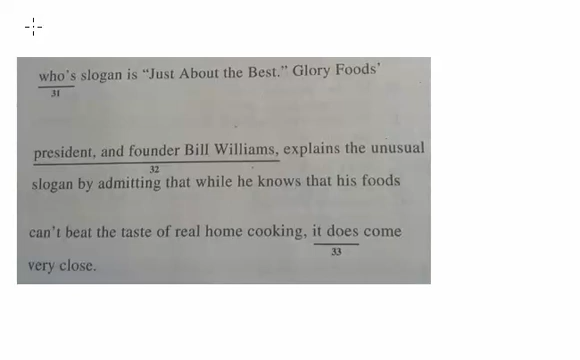 who's slogan is “Just About the Best.” Glory Foods'
31
president, and founder Bill Williams, explains the unusual
32
slogan by admitting that while he knows that his foods
can't beat the taste of real home cooking, it does come
33
very close.